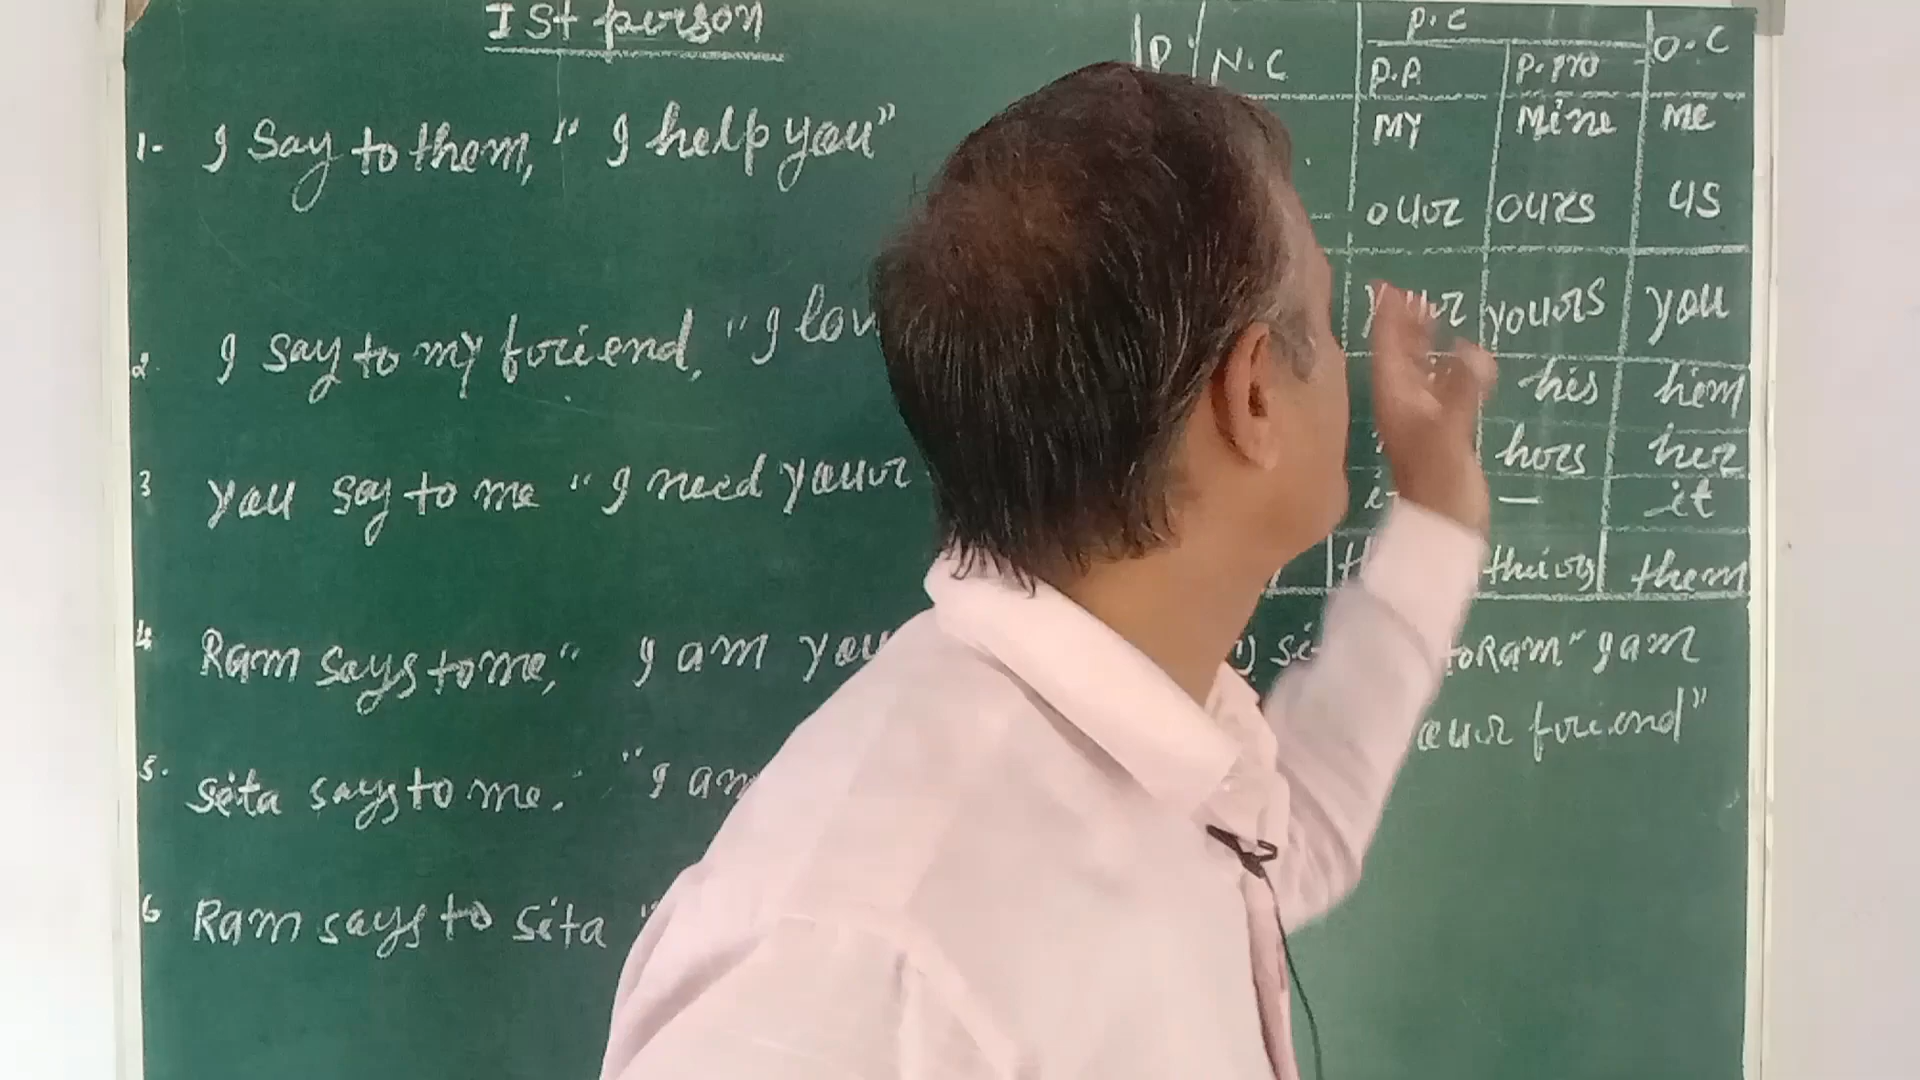 Ist person
1- I Say to them, "I help you"
2. I say to my friend, "I lov
3 you say to me "I need your
4 Ram says to me, " I am you
5. Sita says to me. "I am
6 Ram says to Sita "
P. N.C P.C O.C
P.A P.Pro
MY Mine Me
our ours us
yours you
his him
hers her
— it
theirs them
to Ram " I am
friend"